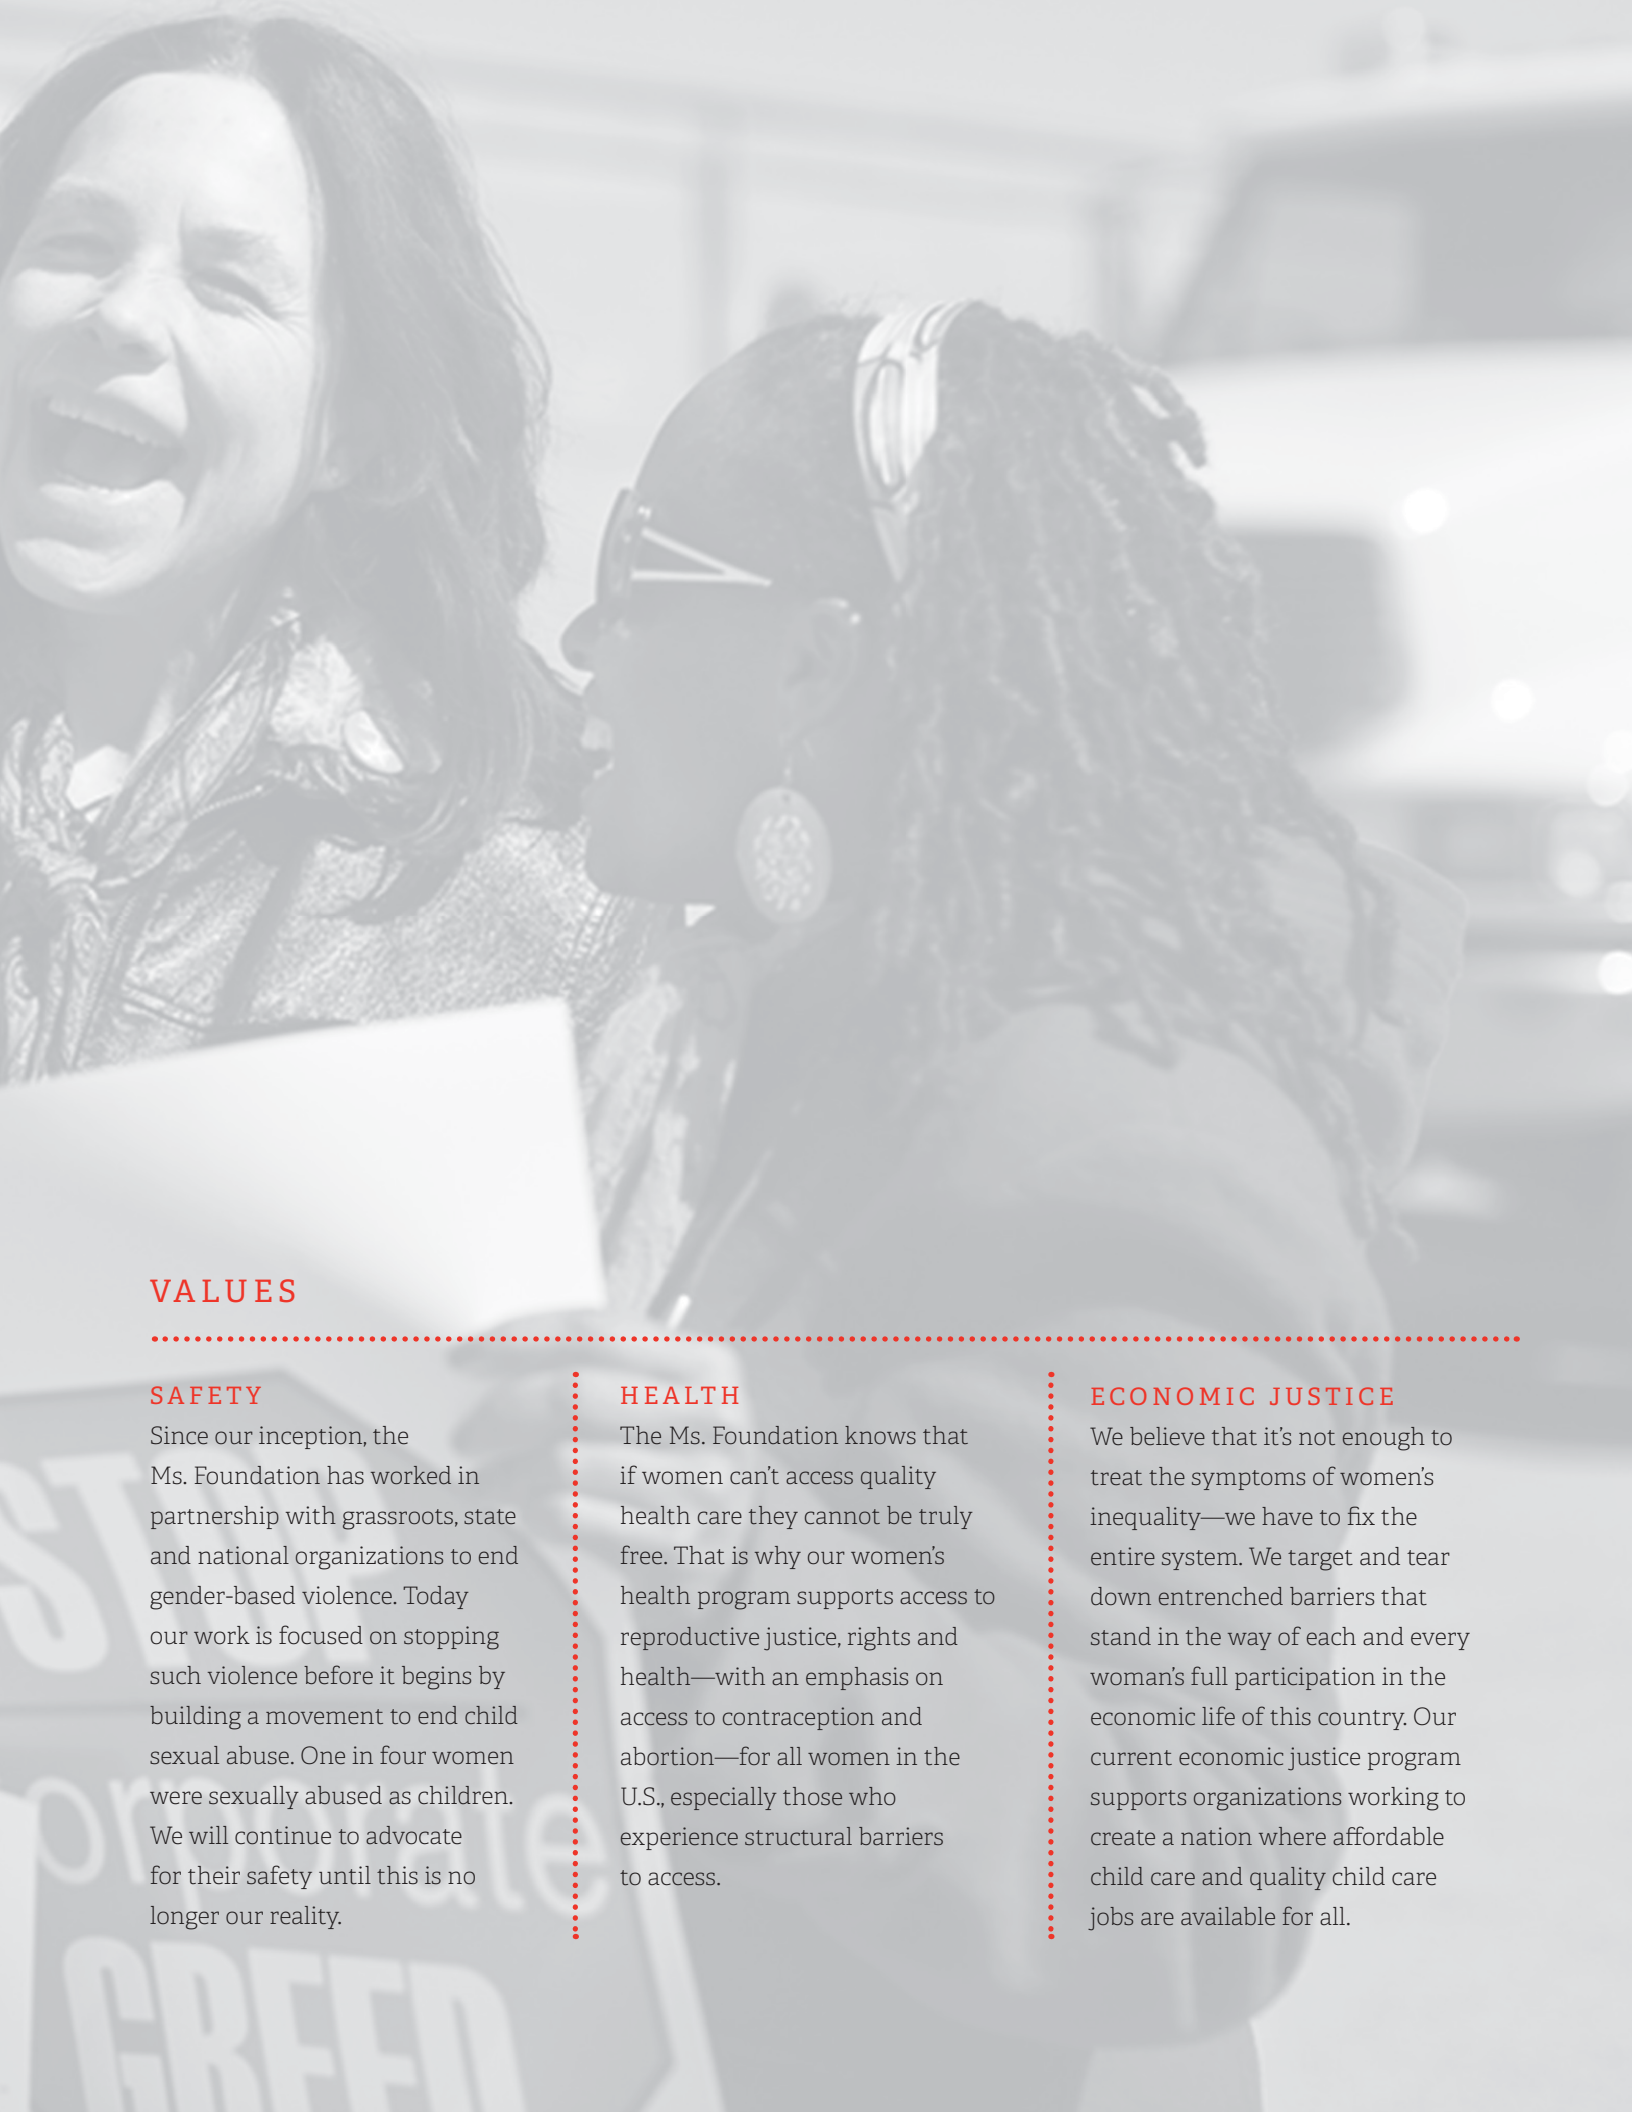 VALUES
SAFETY
Since our inception, the
Ms. Foundation has worked in
partnership with grassroots, state
and national organizations to end
gender-based violence. Today
our work is focused on stopping
such violence before it begins by
building a movement to end child
sexual abuse. One in four women
were sexually abused as children.
We will continue to advocate
for their safety until this is no
longer our reality.
HEALTH
The Ms. Foundation knows that
if women can’t access quality
health care they cannot be truly
free. That is why our women’s
health program supports access to
reproductive justice, rights and
health—with an emphasis on
access to contraception and
abortion—for all women in the
U.S., especially those who
experience structural barriers
to access.
ECONOMIC JUSTICE
We believe that it’s not enough to
treat the symptoms of women’s
inequality—we have to fix the
entire system. We target and tear
down entrenched barriers that
stand in the way of each and every
woman’s full participation in the
economic life of this country. Our
current economic justice program
supports organizations working to
create a nation where affordable
child care and quality child care
jobs are available for all.
STOP
orporate
GREED